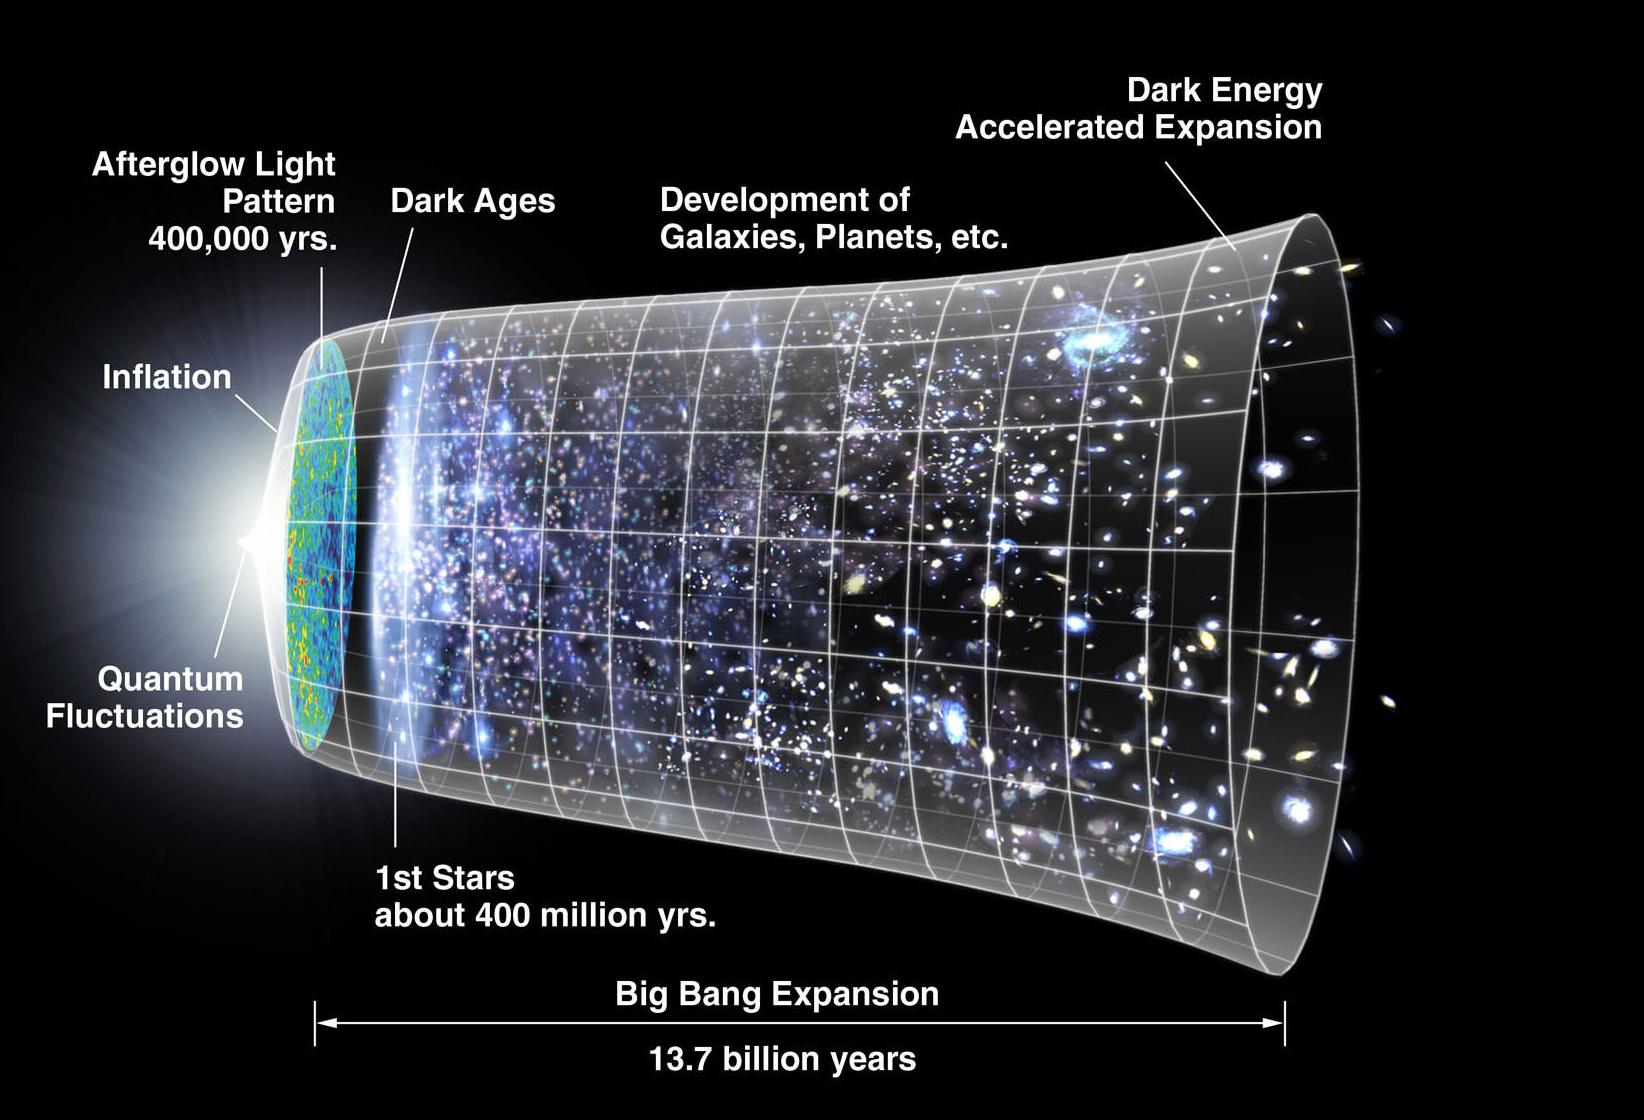 Dark Energy
Accelerated Expansion
Afterglow Light
Pattern
400,000 yrs.
Dark Ages
Development of
Galaxies, Planets, etc.
Inflation
Quantum
Fluctuations
1st Stars
about 400 million yrs.
Big Bang Expansion
13.7 billion years